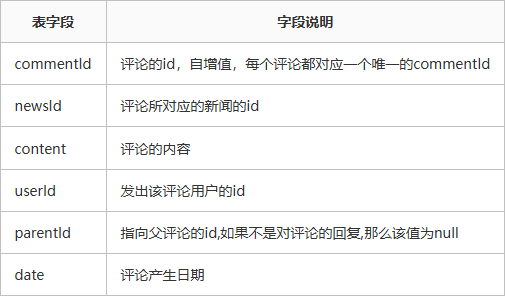 表字段 字段说明
commentId 评论的id，自增值，每个评论都对应一个唯一的commentId
newsId 评论所对应的新闻的id
content 评论的内容
userId 发出该评论用户的id
parentId 指向父评论的id,如果不是对评论的回复,那么该值为null
date 评论产生日期